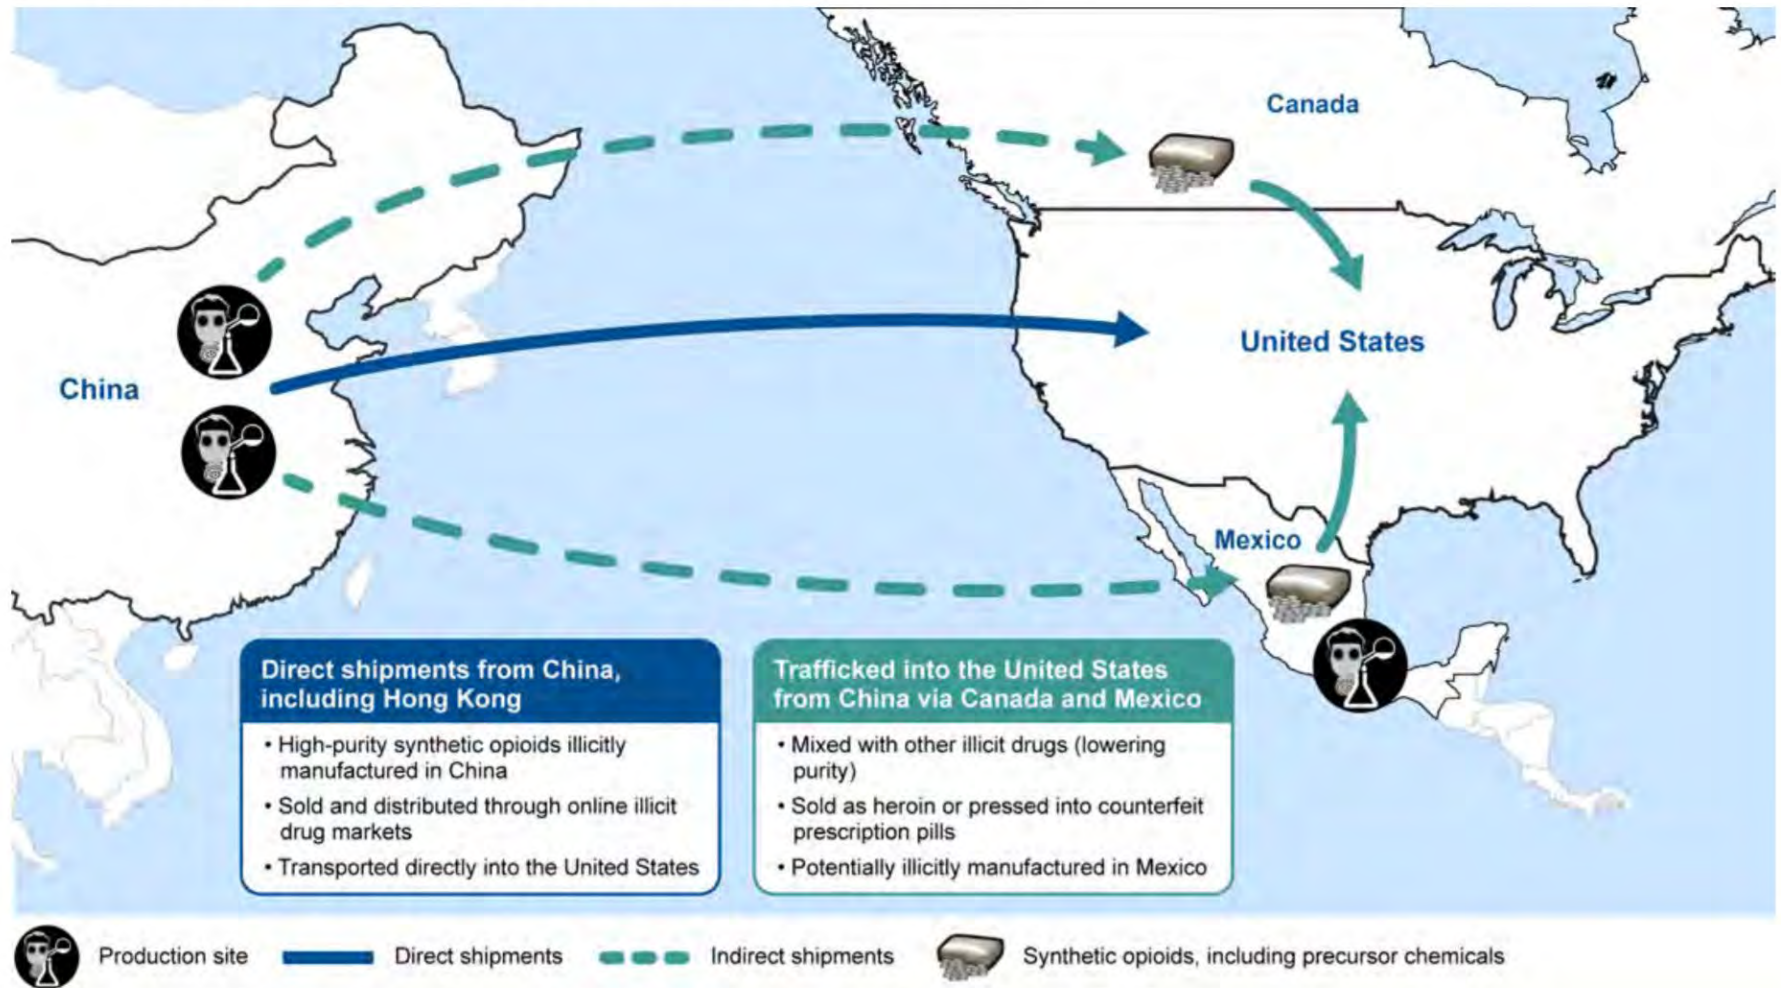 Canada
United States
China
Mexico
Direct shipments from China,
including Hong Kong
• High-purity synthetic opioids illicitly
manufactured in China
• Sold and distributed through online illicit
drug markets
• Transported directly into the United States
Trafficked into the United States
from China via Canada and Mexico
• Mixed with other illicit drugs (lowering
purity)
• Sold as heroin or pressed into counterfeit
prescription pills
• Potentially illicitly manufactured in Mexico
Production site
Direct shipments
Indirect shipments
Synthetic opioids, including precursor chemicals